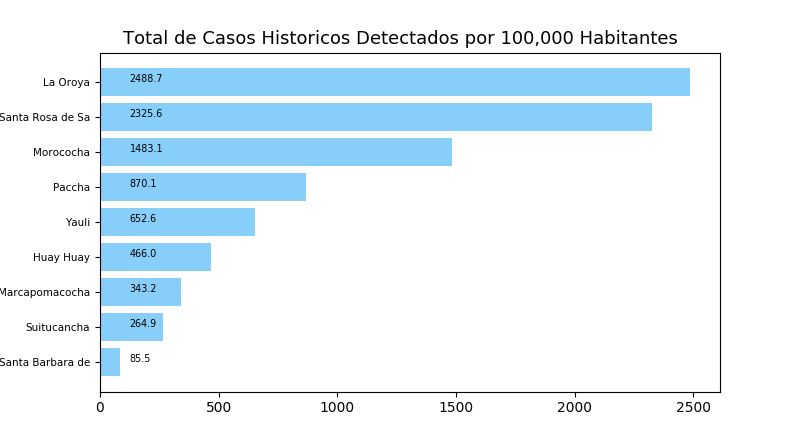 Total de Casos Historicos Detectados por 100,000 Habitantes
La Oroya 2488.7
Santa Rosa de Sa 2325.6
Morococha 1483.1
Paccha 870.1
Yauli 652.6
Huay Huay 466.0
Marcapomacocha 343.2
Suitucancha 264.9
Santa Barbara de 85.5
0 500 1000 1500 2000 2500